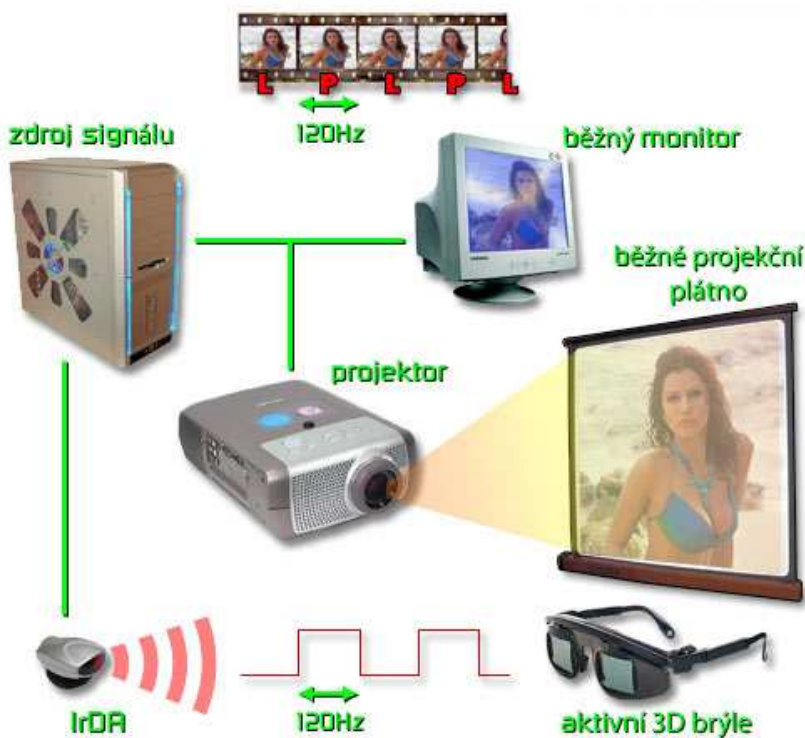 L P L P L
120Hz
zdroj signálu
běžný monitor
běžné projekční
plátno
projektor
120Hz
IrDA
aktivní 3D brýle